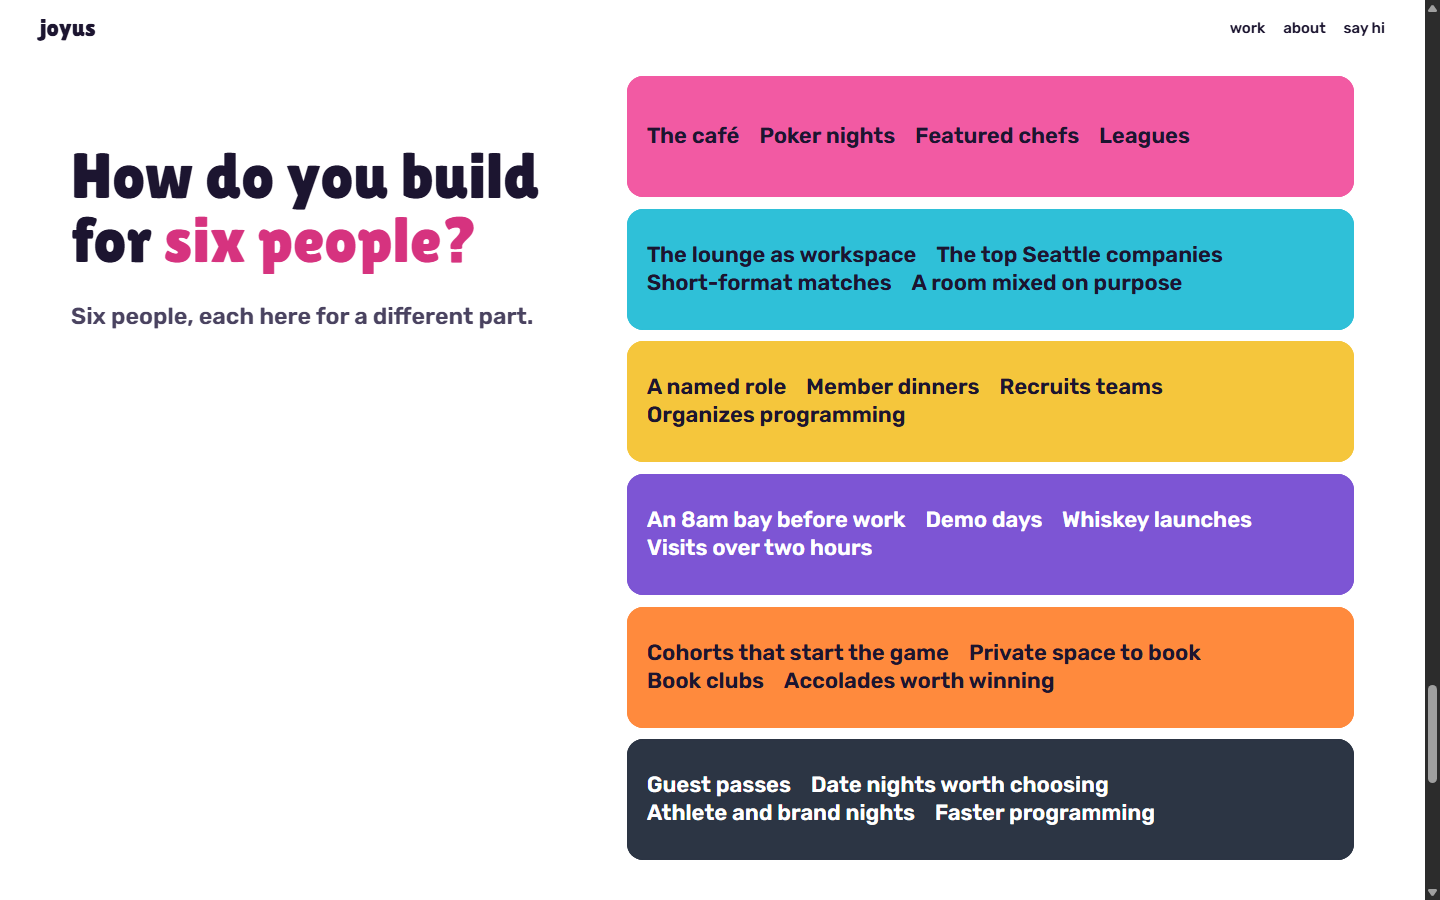 joyus
work about say hi
How do you build
for six people?
Six people, each here for a different part.
The café Poker nights Featured chefs Leagues
The lounge as workspace The top Seattle companies
Short-format matches A room mixed on purpose
A named role Member dinners Recruits teams
Organizes programming
An 8am bay before work Demo days Whiskey launches
Visits over two hours
Cohorts that start the game Private space to book
Book clubs Accolades worth winning
Guest passes Date nights worth choosing
Athlete and brand nights Faster programming